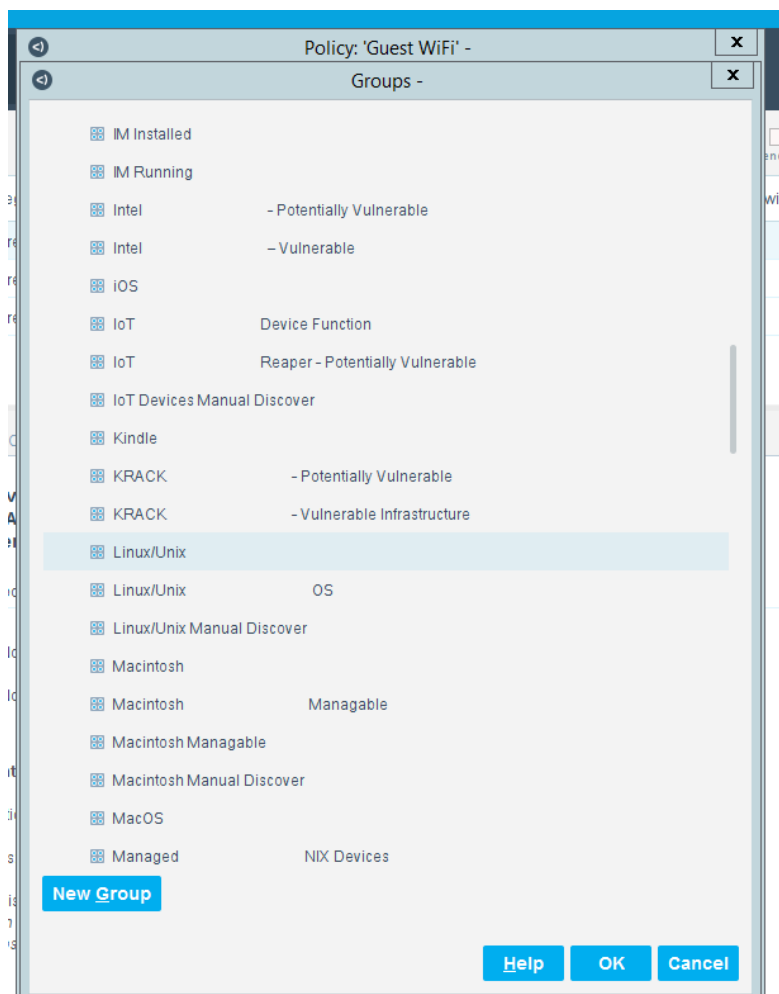 Policy: 'Guest WiFi' -
x
Groups -
x
IM Installed
IM Running
Intel - Potentially Vulnerable
Intel – Vulnerable
iOS
IoT Device Function
IoT Reaper - Potentially Vulnerable
IoT Devices Manual Discover
Kindle
KRACK - Potentially Vulnerable
KRACK - Vulnerable Infrastructure
Linux/Unix
Linux/Unix OS
Linux/Unix Manual Discover
Macintosh
Macintosh Managable
Macintosh Managable
Macintosh Manual Discover
MacOS
Managed NIX Devices
New Group
Help OK Cancel